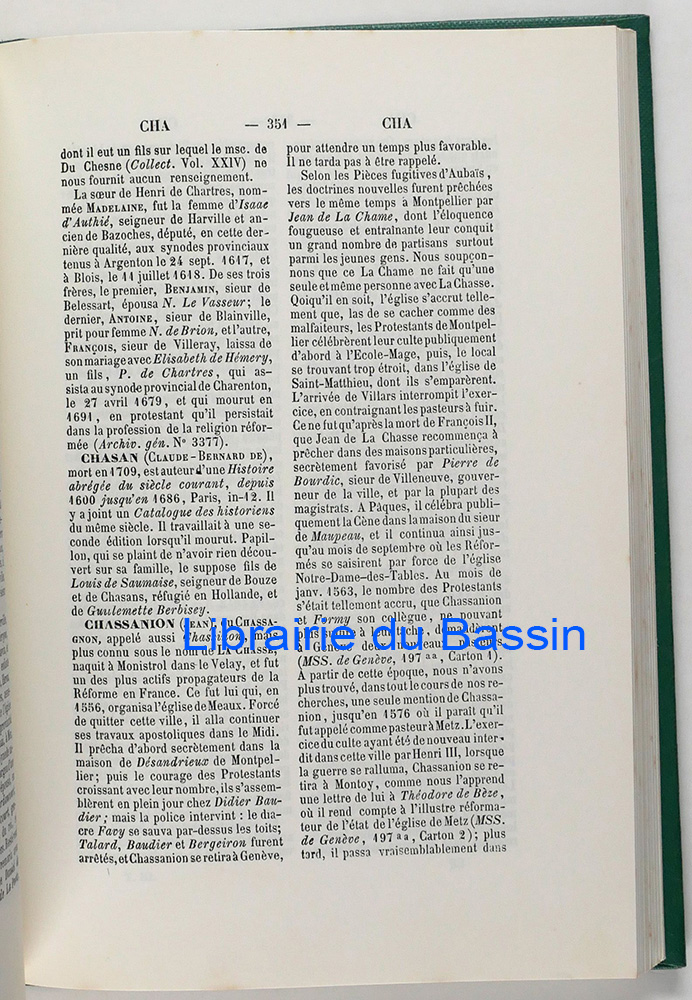 CHA — 351 — CHA
dont il eut un fils sur lequel le msc. de
Du Chesne (Collect. Vol. XXIV) ne
nous fournit aucun renseignement.
La sœur de Henri de Chartres, nom-
mée MADELAINE, fut la femme d'Isaac
d'Authié, seigneur de Harville et an-
cien de Bazoches, député, en cette der-
nière qualité, aux synodes provinciaux
tenus à Argenton le 24 sept. 1617, et
à Blois, le 11 juillet 1618. De ses trois
frères, le premier, BENJAMIN, sieur de
Belessart, épousa N. Le Vasseur; le
dernier, ANTOINE, sieur de Blainville,
prit pour femme N. de Brion, et l'autre,
FRANÇOIS, sieur de Villeray, laissa de
son mariage avec Elisabeth de Hémery,
un fils, P. de Chartres, qui as-
sista au synode provincial de Charenton,
le 27 avril 1679, et qui mourut en
1691, en protestant qu'il persistait
dans la profession de la religion réfor-
mée (Archiv. gén. N° 3377).
CHASAN (CLAUDE-BERNARD DE),
mort en 1709, est auteur d'une Histoire
abrégée du siècle courant, depuis
1600 jusqu'en 1686, Paris, in-12. Il
y a joint un Catalogue des historiens
du même siècle. Il travaillait à une se-
conde édition lorsqu'il mourut. Papil-
lon, qui se plaint de n'avoir rien décou-
vert sur sa famille, le suppose fils de
Louis de Saumaise, seigneur de Bouze
et de Chasans, réfugié en Hollande, et
de Guillemette Berbisey.
CHASSANION (JEAN) DU CHASSA-
GNON, appelé aussi Chassinon, mais
plus connu sous le nom de LA CHASSE,
naquit à Monistrol dans le Velay, et fut
un des plus actifs propagateurs de la
Réforme en France. Ce fut lui qui, en
1556, organisa l'église de Meaux. Forcé
de quitter cette ville, il alla continuer
ses travaux apostoliques dans le Midi.
Il prêcha d'abord secrètement dans la
maison de Désandrieux de Montpel-
lier; puis le courage des Protestants
croissant avec leur nombre, ils s'assem-
blèrent en plein jour chez Didier Bau-
dier; mais la police intervint: le dia-
cre Favy se sauva par-dessus les toits;
Talard, Baudier et Bergeiron furent
arrêtés, et Chassanion se retira à Genève,
pour attendre un temps plus favorable.
Il ne tarda pas à être rappelé.
Selon les Pièces fugitives d'Aubaïs,
les doctrines nouvelles furent prêchées
vers le même temps à Montpellier par
Jean de La Chame, dont l'éloquence
fougueuse et entraînante leur conquit
un grand nombre de partisans surtout
parmi les jeunes gens. Nous soupçon-
nons que ce La Chame ne fait qu'une
seule et même personne avec La Chasse.
Qoiqu'il en soit, l'église s'accrut telle-
ment que, las de se cacher comme des
malfaiteurs, les Protestants de Montpel-
lier célébrèrent leur culte publiquement
d'abord à l'Ecole-Mage, puis, le local
se trouvant trop étroit, dans l'église de
Saint-Matthieu, dont ils s'emparèrent.
L'arrivée de Villars interrompit l'exer-
cice, en contraignant les pasteurs à fuir.
Ce ne fut qu'après la mort de François II,
que Jean de La Chasse recommença à
prêcher dans des maisons particulières,
secrètement favorisé par Pierre de
Bourdic, sieur de Villeneuve, gouver-
neur de la ville, et par la plupart des
magistrats. A Pâques, il célébra publi-
quement la Cène dans la maison du sieur
de Maupeau, et il continua ainsi jus-
qu'au mois de septembre où les Réfor-
més se saisirent par force de l'église
Notre-Dame-des-Tables. Au mois de
janv. 1563, le nombre des Protestants
s'était tellement accru, que Chassanion
et Formy son collègue, ne pouvant
plus suffire à leur tâche, demandèrent
à Genève deux nouveaux pasteurs
(MSS. de Genève, 197 aa, Carton 1).
A partir de cette époque, nous n'avons
plus trouvé, dans tout le cours de nos re-
cherches, une seule mention de Chassa-
nion, jusqu'en 1576 où il paraît qu'il
fut appelé comme pasteur à Metz. L'exer-
cice du culte ayant été de nouveau inter-
dit dans cette ville par Henri III, lorsque
la guerre se ralluma, Chassanion se re-
tira à Montoy, comme nous l'apprend
une lettre de lui à Théodore de Bèze,
où il rend compte à l'illustre réforma-
teur de l'état de l'église de Metz (MSS.
de Genève, 197 aa, Carton 2); plus
tard, il passa vraisemblablement dans
Librairie du Bassin